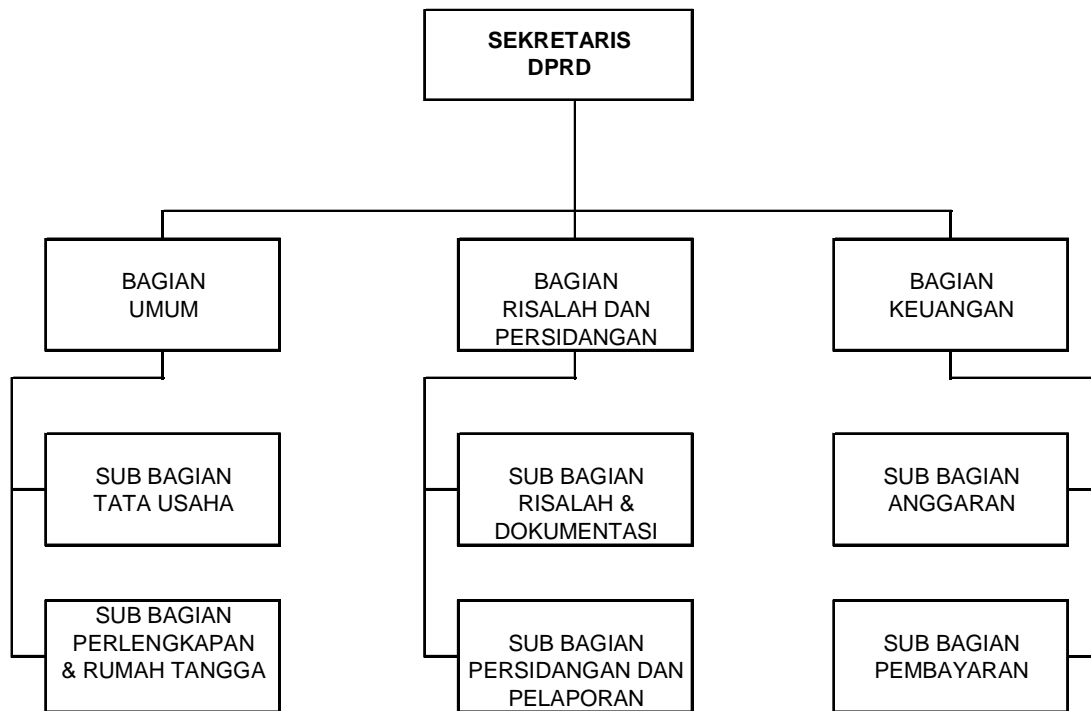 SEKRETARIS
DPRD
BAGIAN
UMUM
BAGIAN
RISALAH DAN
PERSIDANGAN
BAGIAN
KEUANGAN
SUB BAGIAN
TATA USAHA
SUB BAGIAN
RISALAH &
DOKUMENTASI
SUB BAGIAN
ANGGARAN
SUB BAGIAN
PERLENGKAPAN
& RUMAH TANGGA
SUB BAGIAN
PERSIDANGAN DAN
PELAPORAN
SUB BAGIAN
PEMBAYARAN